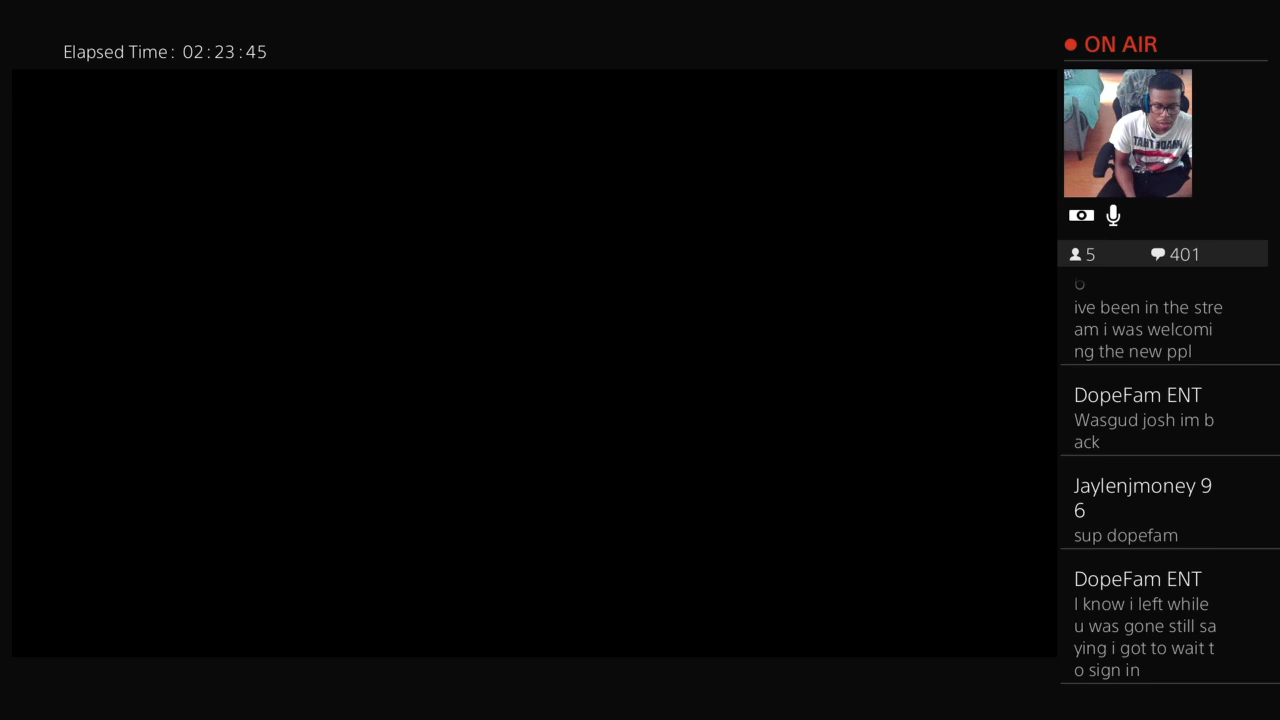 Elapsed Time: 02:23:45
ON AIR
5 401
ive been in the stre
am i was welcomi
ng the new ppl
DopeFam ENT
Wasgud josh im b
ack
Jaylenjmoney 9
6
sup dopefam
DopeFam ENT
I know i left while
u was gone still sa
ying i got to wait t
o sign in